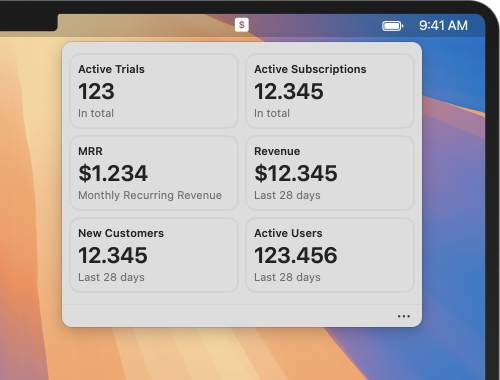 $
9:41 AM
Active Trials
123
In total
Active Subscriptions
12.345
In total
MRR
$1.234
Monthly Recurring Revenue
Revenue
$12.345
Last 28 days
New Customers
12.345
Last 28 days
Active Users
123.456
Last 28 days